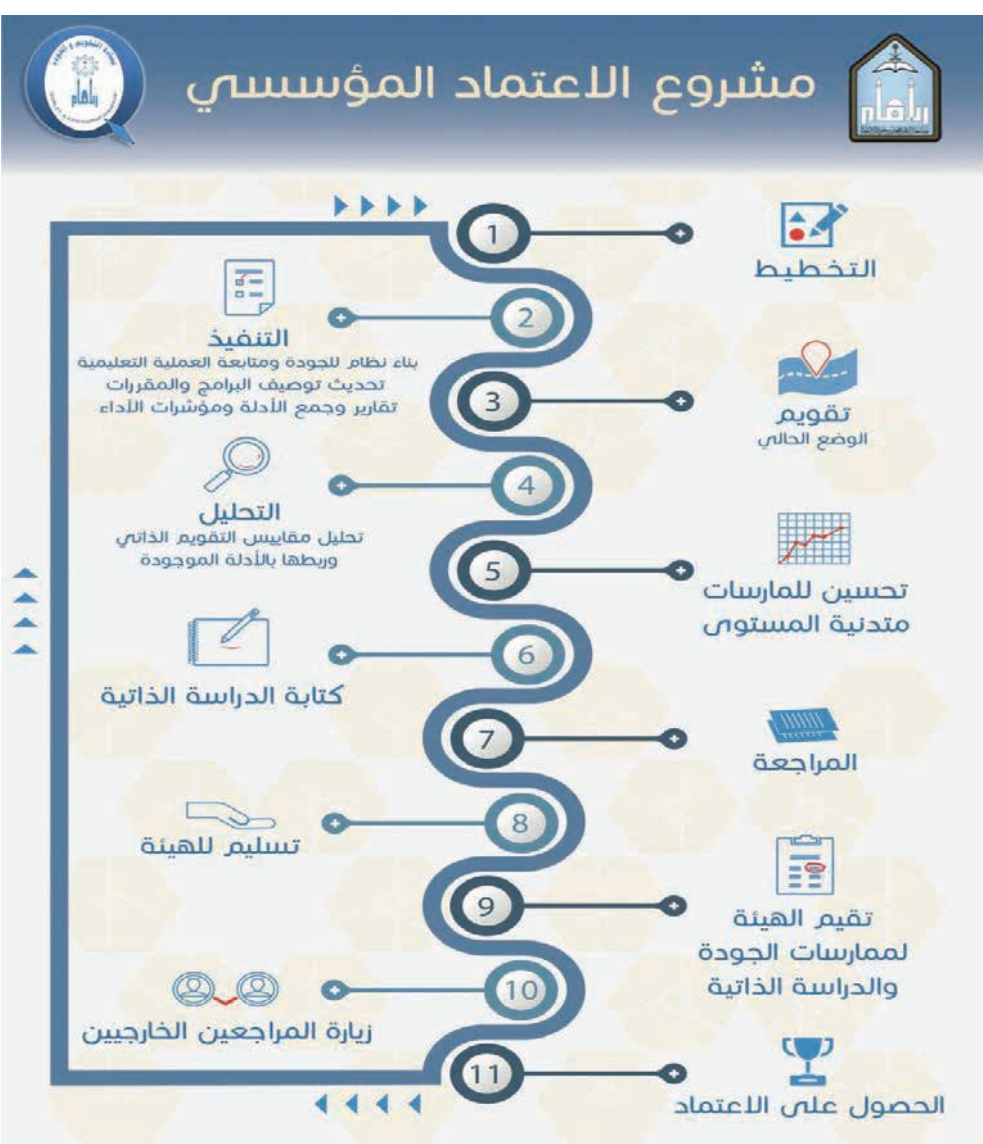 مشروع الاعتماد المؤسسي
1
التخطيط
2
التنفيذ
بناء نظام للجودة ومتابعة العملية التعليمية
تحديث توصيف البرامج والمقررات
تقارير وجمع الأدلة ومؤشرات الأداء
3
تقويم
الوضع الحالي
4
التحليل
تحليل مقاييس التقويم الذاتي
وربطها بالأدلة الموجودة
5
تحسين للمارسات
متدنية المستوى
6
كتابة الدراسة الذاتية
7
المراجعة
8
تسليم للهيئة
9
تقيم الهيئة
لممارسات الجودة
والدراسة الذاتية
10
زيارة المراجعين الخارجيين
11
الحصول على الاعتماد